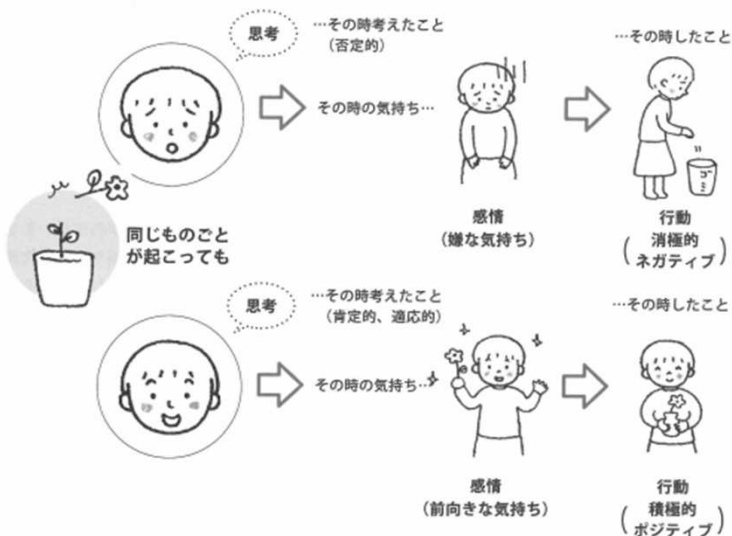 思考
…その時考えたこと
(否定的)
その時の気持ち…
感情
(嫌な気持ち)
…その時したこと
ゴミ
行動
(消極的
ネガティブ)
同じものごと
が起こっても
思考
…その時考えたこと
(肯定的、適応的)
その時の気持ち…
感情
(前向きな気持ち)
…その時したこと
行動
(積極的
ポジティブ)